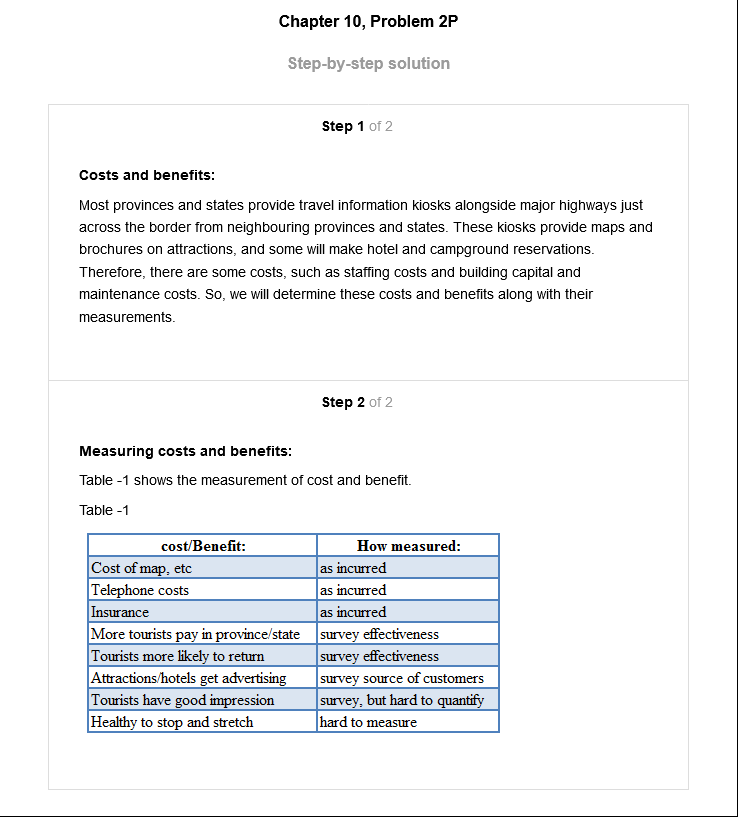 Chapter 10, Problem 2P
Step-by-step solution
Step 1 of 2
Costs and benefits:
Most provinces and states provide travel information kiosks alongside major highways just
across the border from neighbouring provinces and states. These kiosks provide maps and
brochures on attractions, and some will make hotel and campground reservations.
Therefore, there are some costs, such as staffing costs and building capital and
maintenance costs. So, we will determine these costs and benefits along with their
measurements.
Step 2 of 2
Measuring costs and benefits:
Table -1 shows the measurement of cost and benefit.
Table -1
cost/Benefit: How measured:
Cost of map, etc as incurred
Telephone costs as incurred
Insurance as incurred
More tourists pay in province/state survey effectiveness
Tourists more likely to return survey effectiveness
Attractions/hotels get advertising survey source of customers
Tourists have good impression survey, but hard to quantify
Healthy to stop and stretch hard to measure